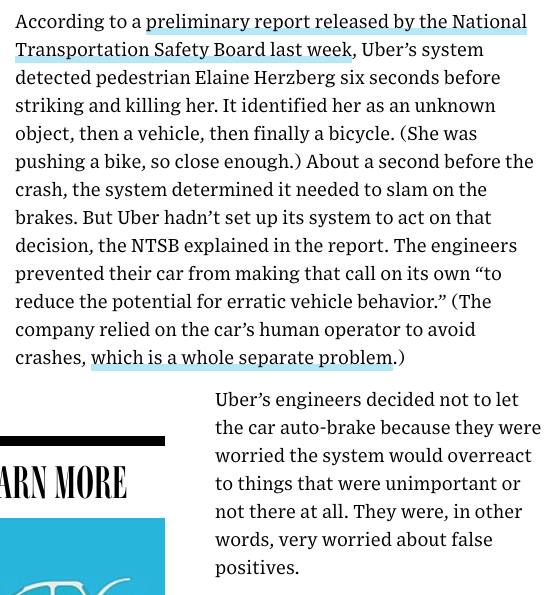 According to a preliminary report released by the National
Transportation Safety Board last week, Uber’s system
detected pedestrian Elaine Herzberg six seconds before
striking and killing her. It identified her as an unknown
object, then a vehicle, then finally a bicycle. (She was
pushing a bike, so close enough.) About a second before the
crash, the system determined it needed to slam on the
brakes. But Uber hadn’t set up its system to act on that
decision, the NTSB explained in the report. The engineers
prevented their car from making that call on its own “to
reduce the potential for erratic vehicle behavior.” (The
company relied on the car’s human operator to avoid
crashes, which is a whole separate problem.)
Uber’s engineers decided not to let
the car auto-brake because they were
worried the system would overreact
to things that were unimportant or
not there at all. They were, in other
words, very worried about false
positives.
ARN MORE